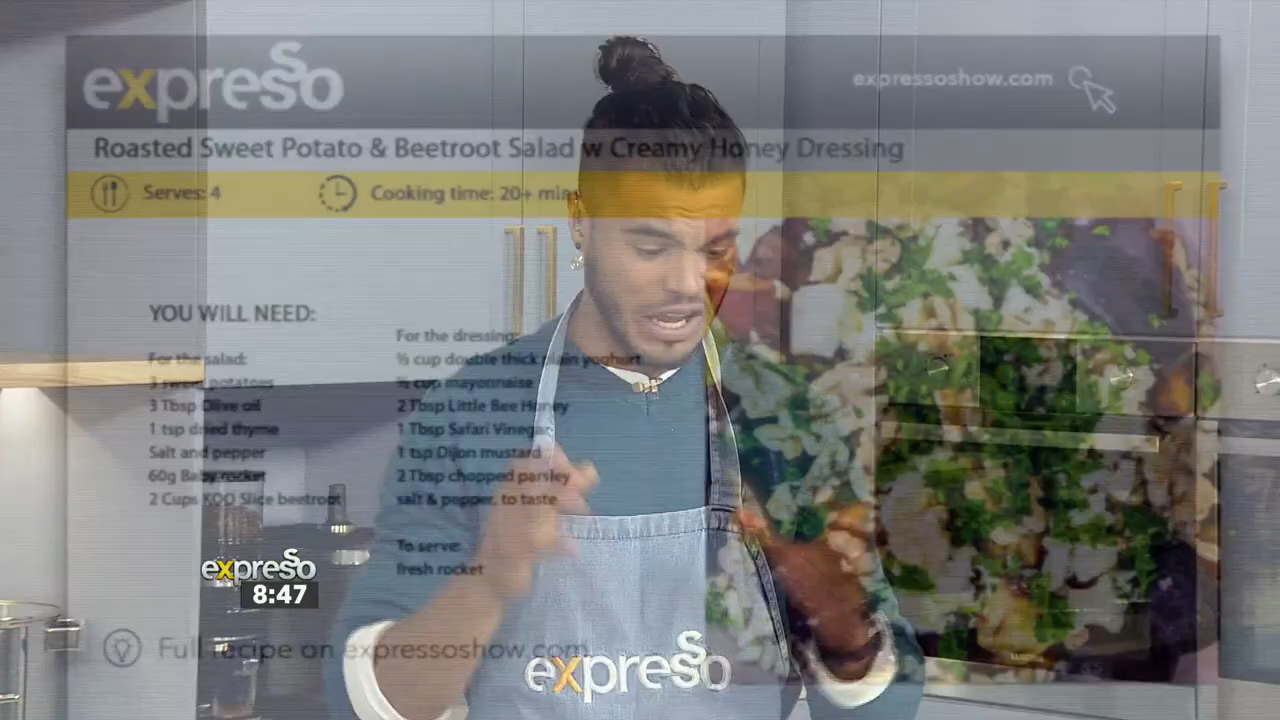 expresso
expressoshow.com
Roasted Sweet Potato & Beetroot Salad w Creamy Honey Dressing
Serves: 4
Cooking time: 20+ mins
YOU WILL NEED:
For the salad:
3 sweet potatoes
3 Tbsp Olive oil
1 tsp dried thyme
Salt and pepper
60g Baby rocket
2 Cups KOO Slice beetroot
For the dressing:
½ cup double thick plain yoghurt
cup mayonnaise
2 Tbsp Little Bee Honey
1 Tbsp Safari Vinegar
1 tsp Dijon mustard
2 Tbsp chopped parsley
salt & pepper, to taste
To serve:
fresh rocket
expresso
8:47
Full recipe on expressoshow.com
expresso